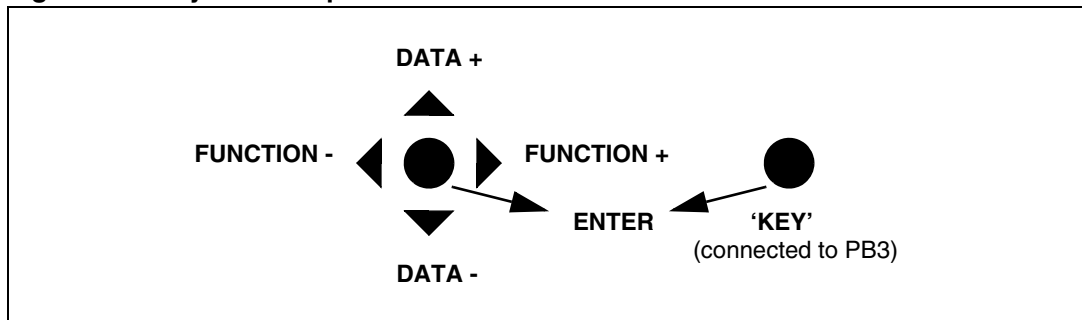 DATA +
FUNCTION -
FUNCTION +
ENTER
‘KEY’
(connected to PB3)
DATA -